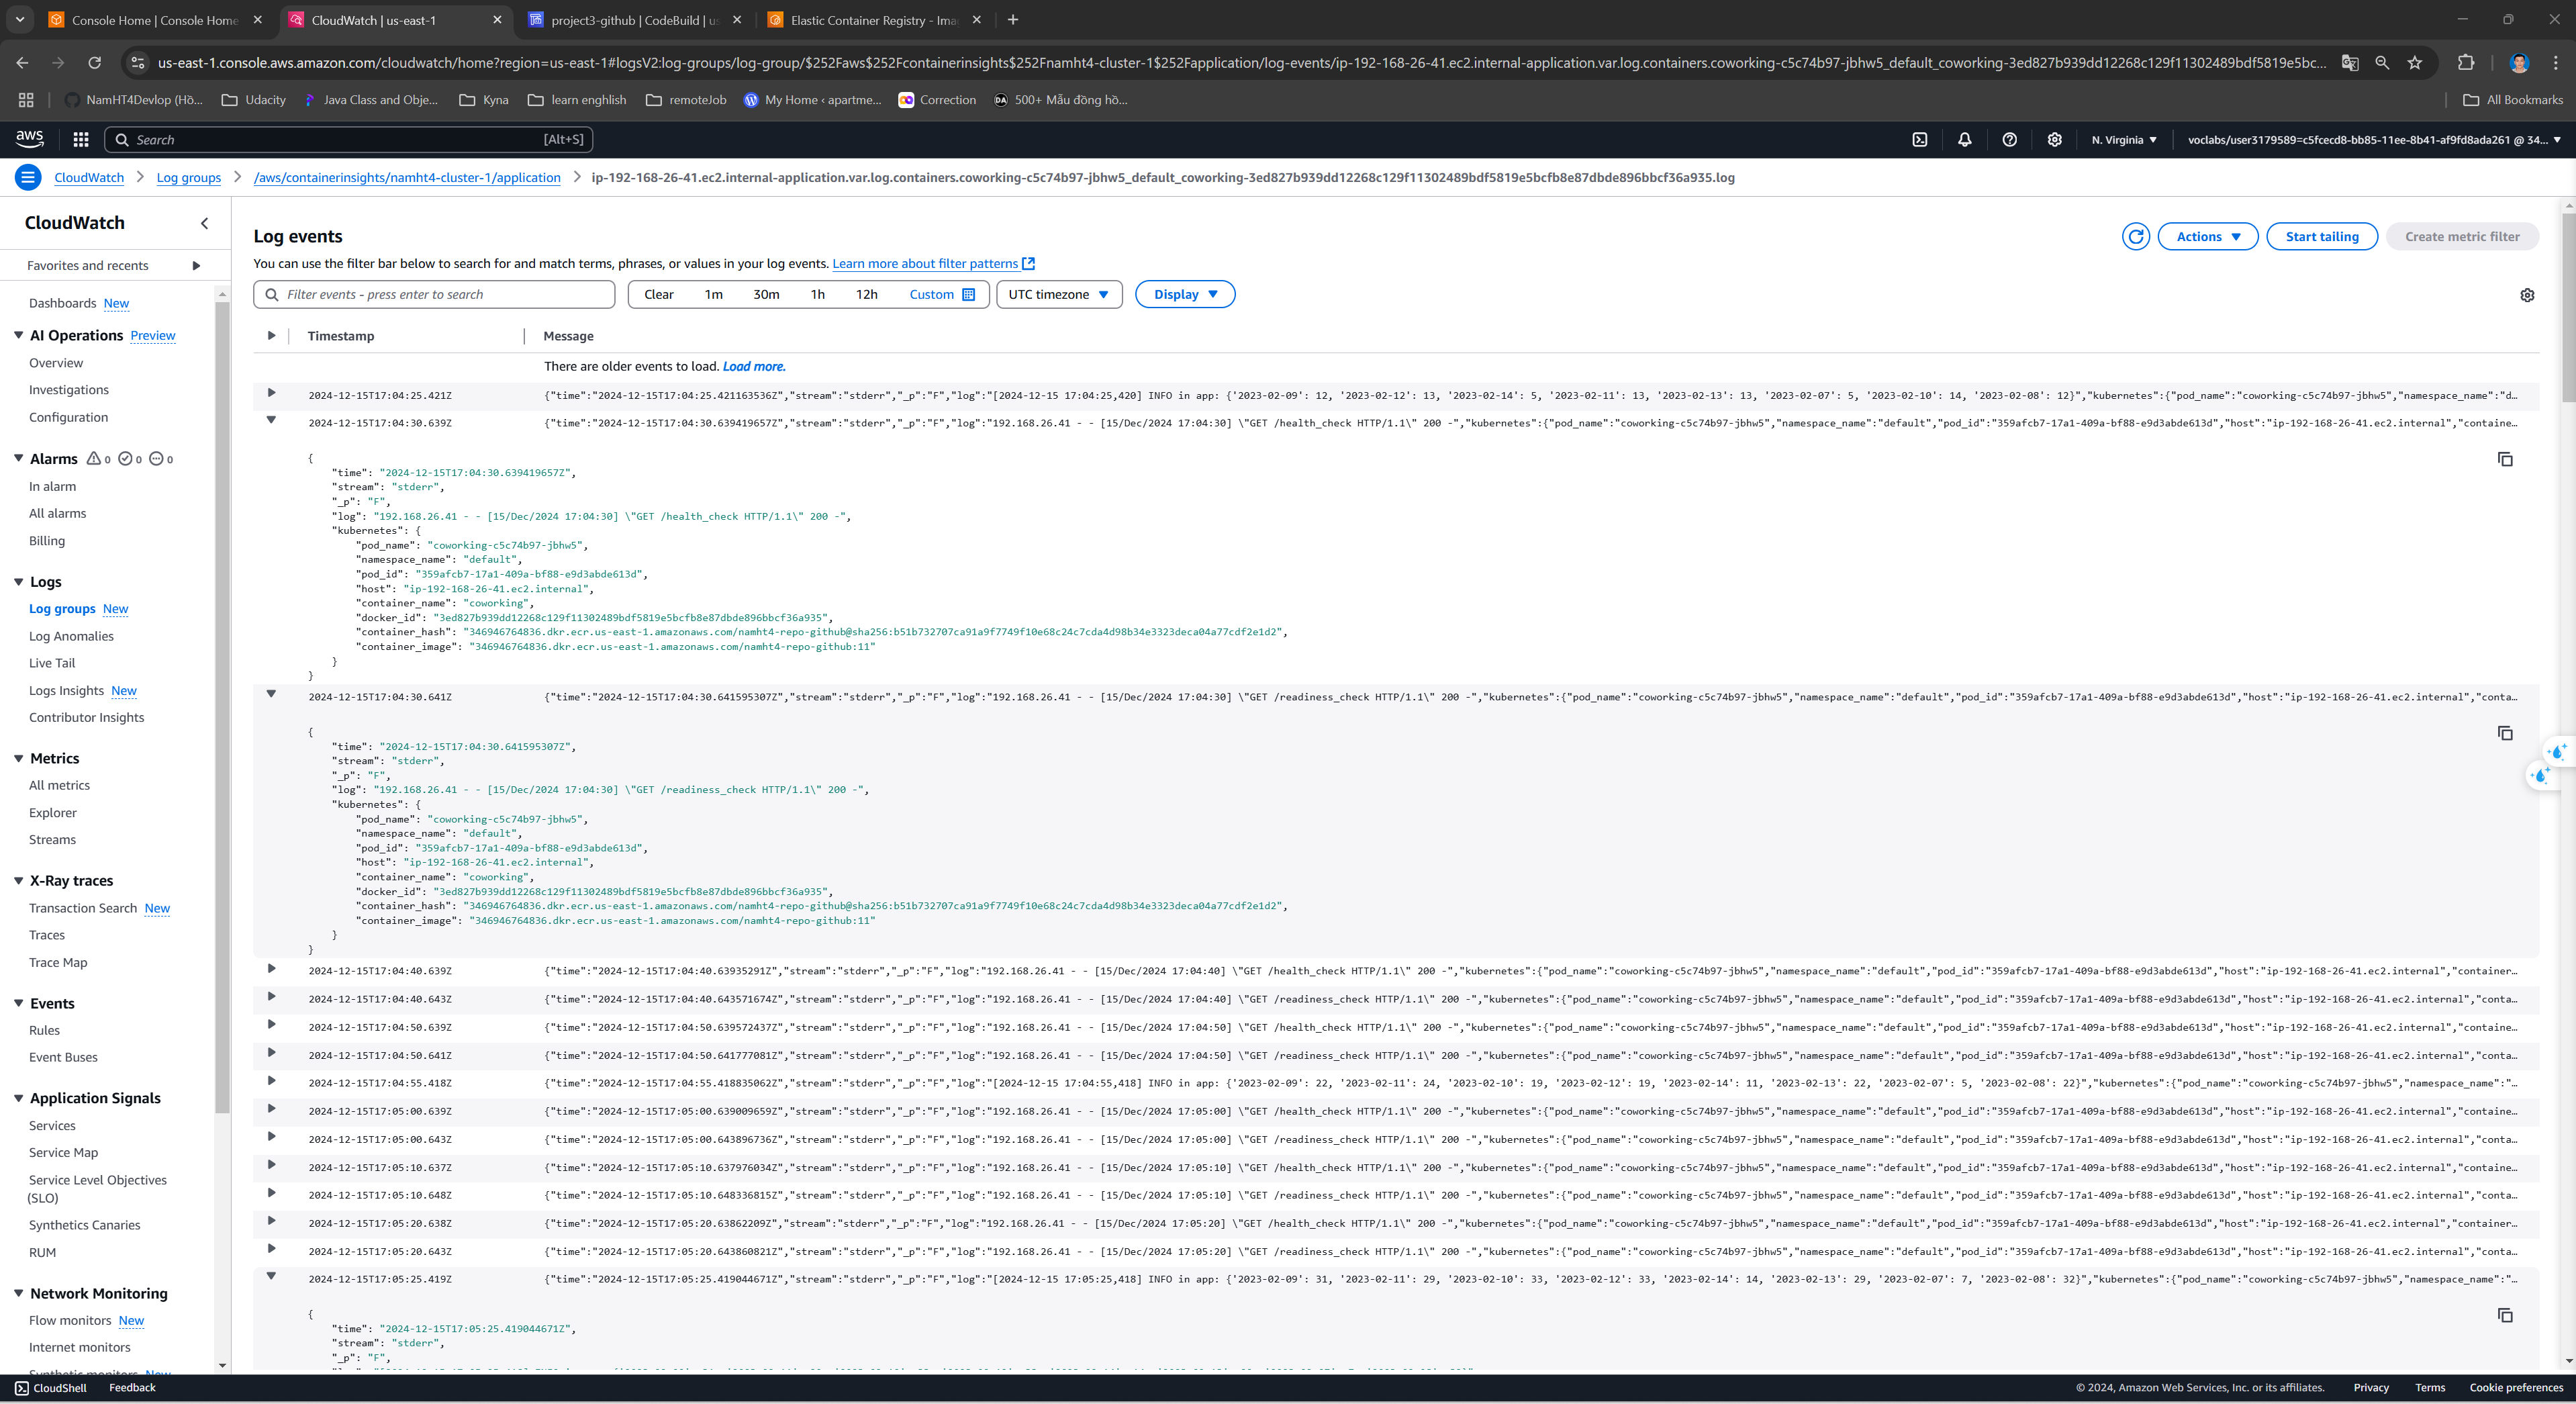 Console Home | Console Home
CloudWatch | us-east-1
project3-github | CodeBuild | us
Elastic Container Registry - Ima
us-east-1.console.aws.amazon.com/cloudwatch/home?region=us-east-1#logsV2:log-groups/log-group/$252Faws$252Fcontainerinsights$252Fnamht4-cluster-1$252Fapplication/log-events/ip-192-168-26-41.ec2.internal-application.var.log.containers.coworking-c5c74b97-jbhw5_default_coworking-3ed827b939dd12268c129f11302489bdf5819e5bc...
NamHT4Devlop (Hồ...
Udacity
Java Class and Obje...
Kyna
learn enghlish
remoteJob
My Home ‹ apartme...
Correction
500+ Mẫu đồng hồ...
All Bookmarks
aws
Search
[Alt+S]
N. Virginia
voclabs/user3179589=c5fcecd8-bb85-11ee-8b41-af9fd8ada261 @ 34...
CloudWatch
Log groups
/aws/containerinsights/namht4-cluster-1/application
ip-192-168-26-41.ec2.internal-application.var.log.containers.coworking-c5c74b97-jbhw5_default_coworking-3ed827b939dd12268c129f11302489bdf5819e5bcfb8e87dbde896bbcf36a935.log
CloudWatch
Favorites and recents
Dashboards New
AI Operations Preview
Overview
Investigations
Configuration
Alarms 0 0 0
In alarm
All alarms
Billing
Logs
Log groups New
Log Anomalies
Live Tail
Logs Insights New
Contributor Insights
Metrics
All metrics
Explorer
Streams
X-Ray traces
Transaction Search New
Traces
Trace Map
Events
Rules
Event Buses
Application Signals
Services
Service Map
Service Level Objectives
(SLO)
Synthetics Canaries
RUM
Network Monitoring
Flow monitors New
Internet monitors
Synthetic monitors New
Log events
Actions
Start tailing
Create metric filter
You can use the filter bar below to search for and match terms, phrases, or values in your log events. Learn more about filter patterns
Filter events - press enter to search
Clear 1m 30m 1h 12h Custom
UTC timezone
Display
Timestamp Message
There are older events to load. Load more.
2024-12-15T17:04:25.421Z {"time":"2024-12-15T17:04:25.421163536Z","stream":"stderr","_p":"F","log":"[2024-12-15 17:04:25,420] INFO in app: {'2023-02-09': 12, '2023-02-12': 13, '2023-02-14': 5, '2023-02-11': 13, '2023-02-13': 13, '2023-02-07': 5, '2023-02-10': 14, '2023-02-08': 12}","kubernetes":{"pod_name":"coworking-c5c74b97-jbhw5","namespace_name":"d...
2024-12-15T17:04:30.639Z {"time":"2024-12-15T17:04:30.639419657Z","stream":"stderr","_p":"F","log":"192.168.26.41 - - [15/Dec/2024 17:04:30] \"GET /health_check HTTP/1.1\" 200 -","kubernetes":{"pod_name":"coworking-c5c74b97-jbhw5","namespace_name":"default","pod_id":"359afcb7-17a1-409a-bf88-e9d3abde613d","host":"ip-192-168-26-41.ec2.internal","containe...
{
"time": "2024-12-15T17:04:30.639419657Z",
"stream": "stderr",
"_p": "F",
"log": "192.168.26.41 - - [15/Dec/2024 17:04:30] \"GET /health_check HTTP/1.1\" 200 -",
"kubernetes": {
"pod_name": "coworking-c5c74b97-jbhw5",
"namespace_name": "default",
"pod_id": "359afcb7-17a1-409a-bf88-e9d3abde613d",
"host": "ip-192-168-26-41.ec2.internal",
"container_name": "coworking",
"docker_id": "3ed827b939dd12268c129f11302489bdf5819e5bcfb8e87dbde896bbcf36a935",
"container_hash": "346946764836.dkr.ecr.us-east-1.amazonaws.com/namht4-repo-github@sha256:b51b732707ca91a9f7749f10e68c24c7cda4d98b34e3323deca04a77cdf2e1d2",
"container_image": "346946764836.dkr.ecr.us-east-1.amazonaws.com/namht4-repo-github:11"
}
}
2024-12-15T17:04:30.641Z {"time":"2024-12-15T17:04:30.641595307Z","stream":"stderr","_p":"F","log":"192.168.26.41 - - [15/Dec/2024 17:04:30] \"GET /readiness_check HTTP/1.1\" 200 -","kubernetes":{"pod_name":"coworking-c5c74b97-jbhw5","namespace_name":"default","pod_id":"359afcb7-17a1-409a-bf88-e9d3abde613d","host":"ip-192-168-26-41.ec2.internal","conta...
{
"time": "2024-12-15T17:04:30.641595307Z",
"stream": "stderr",
"_p": "F",
"log": "192.168.26.41 - - [15/Dec/2024 17:04:30] \"GET /readiness_check HTTP/1.1\" 200 -",
"kubernetes": {
"pod_name": "coworking-c5c74b97-jbhw5",
"namespace_name": "default",
"pod_id": "359afcb7-17a1-409a-bf88-e9d3abde613d",
"host": "ip-192-168-26-41.ec2.internal",
"container_name": "coworking",
"docker_id": "3ed827b939dd12268c129f11302489bdf5819e5bcfb8e87dbde896bbcf36a935",
"container_hash": "346946764836.dkr.ecr.us-east-1.amazonaws.com/namht4-repo-github@sha256:b51b732707ca91a9f7749f10e68c24c7cda4d98b34e3323deca04a77cdf2e1d2",
"container_image": "346946764836.dkr.ecr.us-east-1.amazonaws.com/namht4-repo-github:11"
}
}
2024-12-15T17:04:40.639Z {"time":"2024-12-15T17:04:40.63935291Z","stream":"stderr","_p":"F","log":"192.168.26.41 - - [15/Dec/2024 17:04:40] \"GET /health_check HTTP/1.1\" 200 -","kubernetes":{"pod_name":"coworking-c5c74b97-jbhw5","namespace_name":"default","pod_id":"359afcb7-17a1-409a-bf88-e9d3abde613d","host":"ip-192-168-26-41.ec2.internal","container...
2024-12-15T17:04:40.643Z {"time":"2024-12-15T17:04:40.643571674Z","stream":"stderr","_p":"F","log":"192.168.26.41 - - [15/Dec/2024 17:04:40] \"GET /readiness_check HTTP/1.1\" 200 -","kubernetes":{"pod_name":"coworking-c5c74b97-jbhw5","namespace_name":"default","pod_id":"359afcb7-17a1-409a-bf88-e9d3abde613d","host":"ip-192-168-26-41.ec2.internal","conta...
2024-12-15T17:04:50.639Z {"time":"2024-12-15T17:04:50.639572437Z","stream":"stderr","_p":"F","log":"192.168.26.41 - - [15/Dec/2024 17:04:50] \"GET /health_check HTTP/1.1\" 200 -","kubernetes":{"pod_name":"coworking-c5c74b97-jbhw5","namespace_name":"default","pod_id":"359afcb7-17a1-409a-bf88-e9d3abde613d","host":"ip-192-168-26-41.ec2.internal","containe...
2024-12-15T17:04:50.641Z {"time":"2024-12-15T17:04:50.641777081Z","stream":"stderr","_p":"F","log":"192.168.26.41 - - [15/Dec/2024 17:04:50] \"GET /readiness_check HTTP/1.1\" 200 -","kubernetes":{"pod_name":"coworking-c5c74b97-jbhw5","namespace_name":"default","pod_id":"359afcb7-17a1-409a-bf88-e9d3abde613d","host":"ip-192-168-26-41.ec2.internal","conta...
2024-12-15T17:04:55.418Z {"time":"2024-12-15T17:04:55.418835062Z","stream":"stderr","_p":"F","log":"[2024-12-15 17:04:55,418] INFO in app: {'2023-02-09': 22, '2023-02-11': 24, '2023-02-10': 19, '2023-02-12': 19, '2023-02-14': 11, '2023-02-13': 22, '2023-02-07': 5, '2023-02-08': 22}","kubernetes":{"pod_name":"coworking-c5c74b97-jbhw5","namespace_name":"...
2024-12-15T17:05:00.639Z {"time":"2024-12-15T17:05:00.639009659Z","stream":"stderr","_p":"F","log":"192.168.26.41 - - [15/Dec/2024 17:05:00] \"GET /health_check HTTP/1.1\" 200 -","kubernetes":{"pod_name":"coworking-c5c74b97-jbhw5","namespace_name":"default","pod_id":"359afcb7-17a1-409a-bf88-e9d3abde613d","host":"ip-192-168-26-41.ec2.internal","containe...
2024-12-15T17:05:00.643Z {"time":"2024-12-15T17:05:00.643896736Z","stream":"stderr","_p":"F","log":"192.168.26.41 - - [15/Dec/2024 17:05:00] \"GET /readiness_check HTTP/1.1\" 200 -","kubernetes":{"pod_name":"coworking-c5c74b97-jbhw5","namespace_name":"default","pod_id":"359afcb7-17a1-409a-bf88-e9d3abde613d","host":"ip-192-168-26-41.ec2.internal","conta...
2024-12-15T17:05:10.637Z {"time":"2024-12-15T17:05:10.637976034Z","stream":"stderr","_p":"F","log":"192.168.26.41 - - [15/Dec/2024 17:05:10] \"GET /health_check HTTP/1.1\" 200 -","kubernetes":{"pod_name":"coworking-c5c74b97-jbhw5","namespace_name":"default","pod_id":"359afcb7-17a1-409a-bf88-e9d3abde613d","host":"ip-192-168-26-41.ec2.internal","containe...
2024-12-15T17:05:10.648Z {"time":"2024-12-15T17:05:10.648336815Z","stream":"stderr","_p":"F","log":"192.168.26.41 - - [15/Dec/2024 17:05:10] \"GET /readiness_check HTTP/1.1\" 200 -","kubernetes":{"pod_name":"coworking-c5c74b97-jbhw5","namespace_name":"default","pod_id":"359afcb7-17a1-409a-bf88-e9d3abde613d","host":"ip-192-168-26-41.ec2.internal","conta...
2024-12-15T17:05:20.638Z {"time":"2024-12-15T17:05:20.63862209Z","stream":"stderr","_p":"F","log":"192.168.26.41 - - [15/Dec/2024 17:05:20] \"GET /health_check HTTP/1.1\" 200 -","kubernetes":{"pod_name":"coworking-c5c74b97-jbhw5","namespace_name":"default","pod_id":"359afcb7-17a1-409a-bf88-e9d3abde613d","host":"ip-192-168-26-41.ec2.internal","container...
2024-12-15T17:05:20.643Z {"time":"2024-12-15T17:05:20.643860821Z","stream":"stderr","_p":"F","log":"192.168.26.41 - - [15/Dec/2024 17:05:20] \"GET /readiness_check HTTP/1.1\" 200 -","kubernetes":{"pod_name":"coworking-c5c74b97-jbhw5","namespace_name":"default","pod_id":"359afcb7-17a1-409a-bf88-e9d3abde613d","host":"ip-192-168-26-41.ec2.internal","conta...
2024-12-15T17:05:25.419Z {"time":"2024-12-15T17:05:25.419044671Z","stream":"stderr","_p":"F","log":"[2024-12-15 17:05:25,418] INFO in app: {'2023-02-09': 31, '2023-02-11': 29, '2023-02-10': 33, '2023-02-12': 33, '2023-02-14': 14, '2023-02-13': 29, '2023-02-07': 7, '2023-02-08': 32}","kubernetes":{"pod_name":"coworking-c5c74b97-jbhw5","namespace_name":"...
{
"time": "2024-12-15T17:05:25.419044671Z",
"stream": "stderr",
"_p": "F",
CloudShell
Feedback
© 2024, Amazon Web Services, Inc. or its affiliates.
Privacy
Terms
Cookie preferences